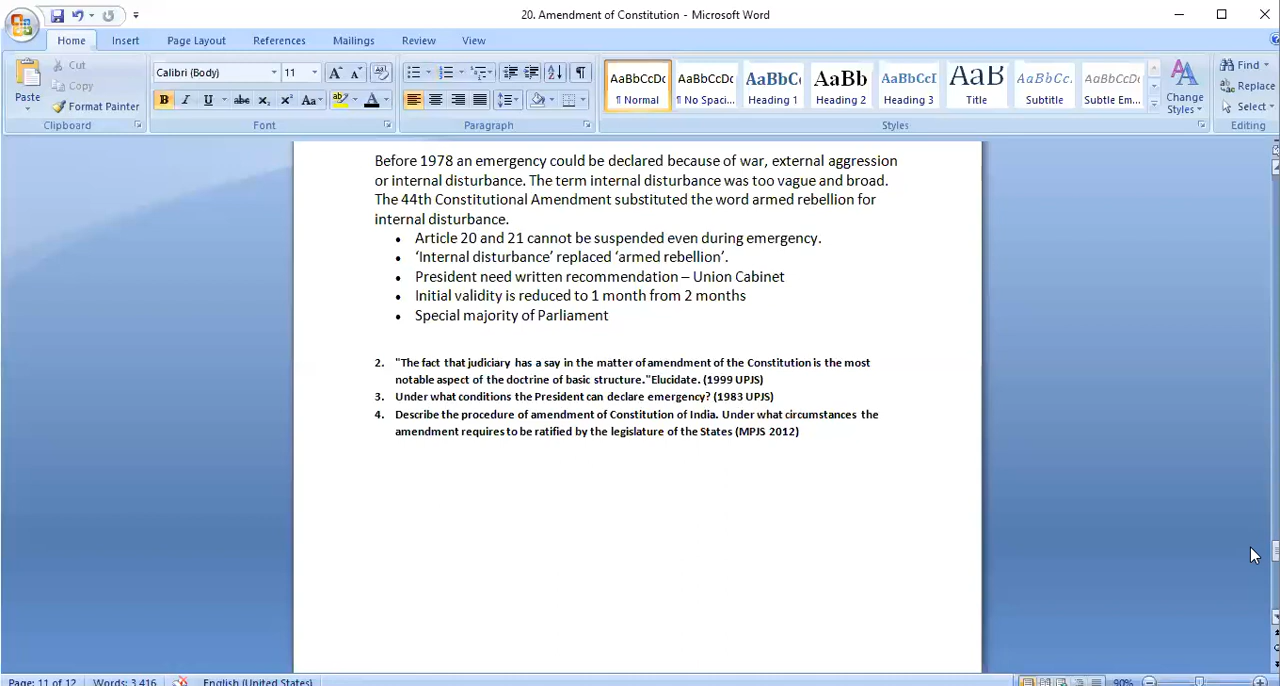 20. Amendment of Constitution - Microsoft Word
Home Insert Page Layout References Mailings Review View
Cut
Copy
Format Painter
Paste
Clipboard
Calibri (Body) 11
B I U abc x₂ x² Aa
Font
Paragraph
AaBbCcDc AaBbCcDc AaBbC AaBb AaBbCcI AaB AaBbCc. AaBbCcDc
¶ Normal ¶ No Spaci... Heading 1 Heading 2 Heading 3 Title Subtitle Subtle Em...
Change Styles
Styles
Find
Replace
Select
Editing
Before 1978 an emergency could be declared because of war, external aggression
or internal disturbance. The term internal disturbance was too vague and broad.
The 44th Constitutional Amendment substituted the word armed rebellion for
internal disturbance.
• Article 20 and 21 cannot be suspended even during emergency.
• ‘Internal disturbance’ replaced ‘armed rebellion’.
• President need written recommendation – Union Cabinet
• Initial validity is reduced to 1 month from 2 months
• Special majority of Parliament
2. "The fact that judiciary has a say in the matter of amendment of the Constitution is the most
notable aspect of the doctrine of basic structure."Elucidate. (1999 UPJS)
3. Under what conditions the President can declare emergency? (1983 UPJS)
4. Describe the procedure of amendment of Constitution of India. Under what circumstances the
amendment requires to be ratified by the legislature of the States (MPJS 2012)
Page: 11 of 12 Words: 3,416 English (United States) 90%